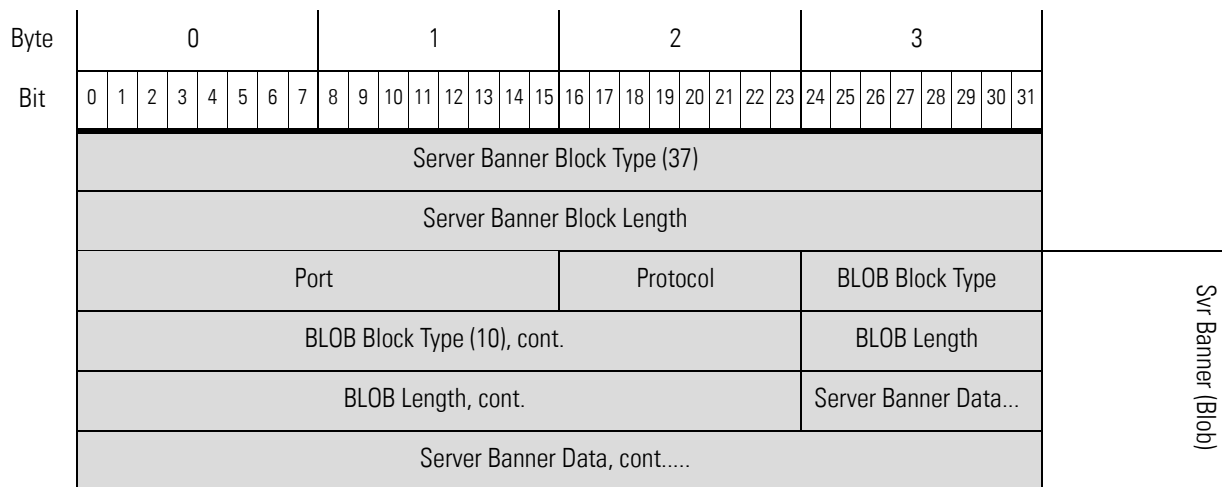 Byte 0 1 2 3
Bit 0 1 2 3 4 5 6 7 8 9 10 11 12 13 14 15 16 17 18 19 20 21 22 23 24 25 26 27 28 29 30 31
Server Banner Block Type (37)
Server Banner Block Length
Port Protocol BLOB Block Type
BLOB Block Type (10), cont. BLOB Length
BLOB Length, cont. Server Banner Data...
Server Banner Data, cont.....
Svr Banner (Blob)